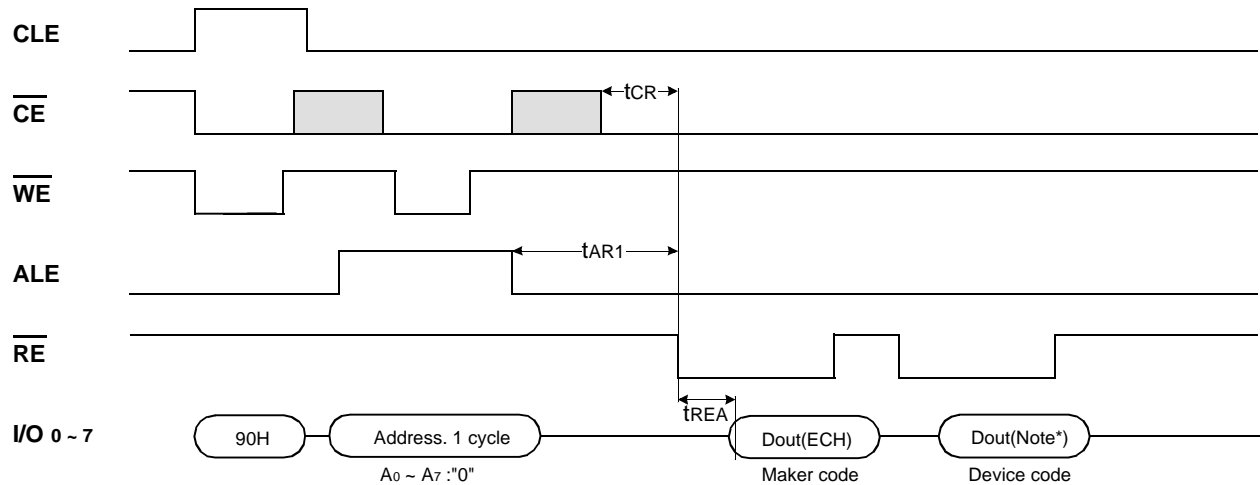 CLE
CE
tCR
WE
ALE
tAR1
RE
tREA
I/O 0 ~ 7
90H
Address. 1 cycle
Dout(ECH)
Dout(Note*)
A0 ~ A7 :"0"
Maker code
Device code